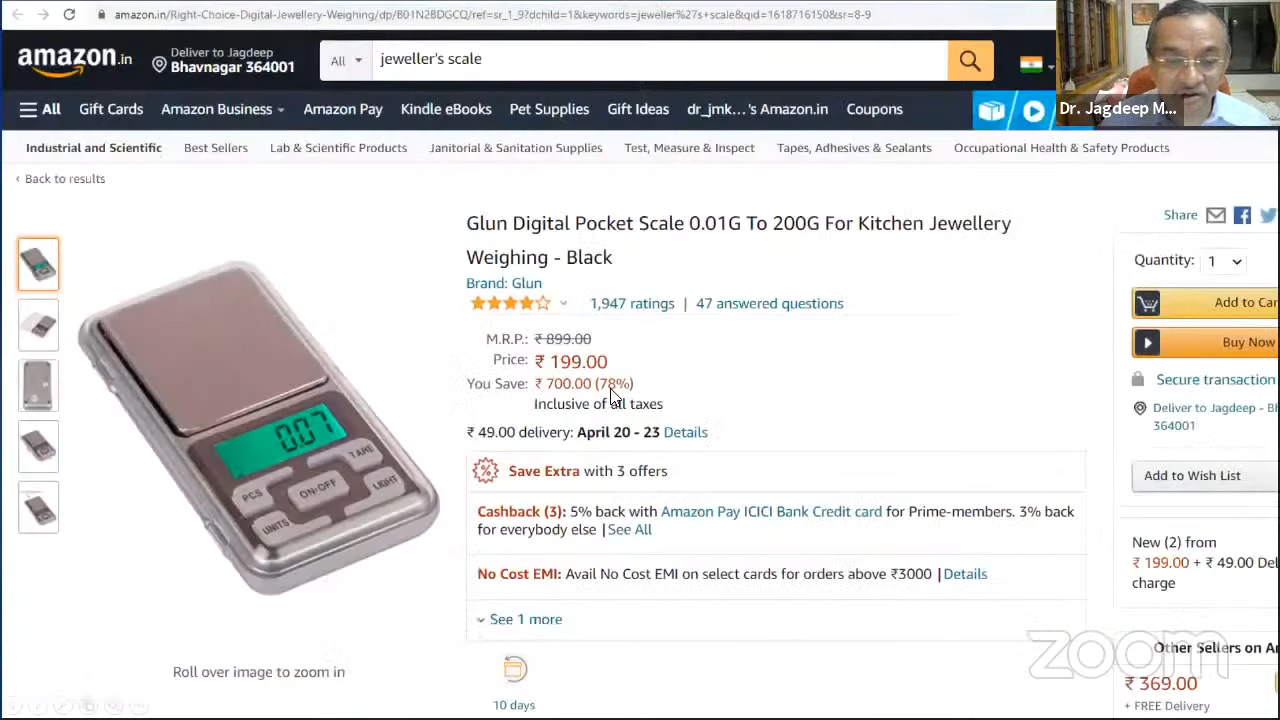 amazon.in/Right-Choice-Digital-Jewellery-Weighing/dp/B01N2BDGCQ/ref=sr_1_9?dchild=1&keywords=jeweller%27s+scale&qid=1618716150&sr=8-9
amazon.in
Deliver to Jagdeep
Bhavnagar 364001
All
jeweller's scale
Dr. Jagdeep M...
All
Gift Cards
Amazon Business
Amazon Pay
Kindle eBooks
Pet Supplies
Gift Ideas
dr_jmk...'s Amazon.in
Coupons
Industrial and Scientific
Best Sellers
Lab & Scientific Products
Janitorial & Sanitation Supplies
Test, Measure & Inspect
Tapes, Adhesives & Sealants
Occupational Health & Safety Products
‹ Back to results
Glun Digital Pocket Scale 0.01G To 200G For Kitchen Jewellery
Weighing - Black
Brand: Glun
1,947 ratings | 47 answered questions
M.R.P.: ₹ 899.00
Price: ₹ 199.00
You Save: ₹ 700.00 (78%)
Inclusive of all taxes
₹ 49.00 delivery: April 20 - 23 Details
Save Extra with 3 offers
Cashback (3): 5% back with Amazon Pay ICICI Bank Credit card for Prime-members. 3% back
for everybody else | See All
No Cost EMI: Avail No Cost EMI on select cards for orders above ₹3000 | Details
See 1 more
10 days
0.07
TARE
PCS
ON-OFF
LIGHT
UNITS
Roll over image to zoom in
Share
Quantity: 1
Add to Car
Buy Now
Secure transaction
Deliver to Jagdeep - Bh
364001
Add to Wish List
New (2) from
₹ 199.00 + ₹ 49.00 Del
charge
zoom
Other Sellers on Am
₹ 369.00
+ FREE Delivery